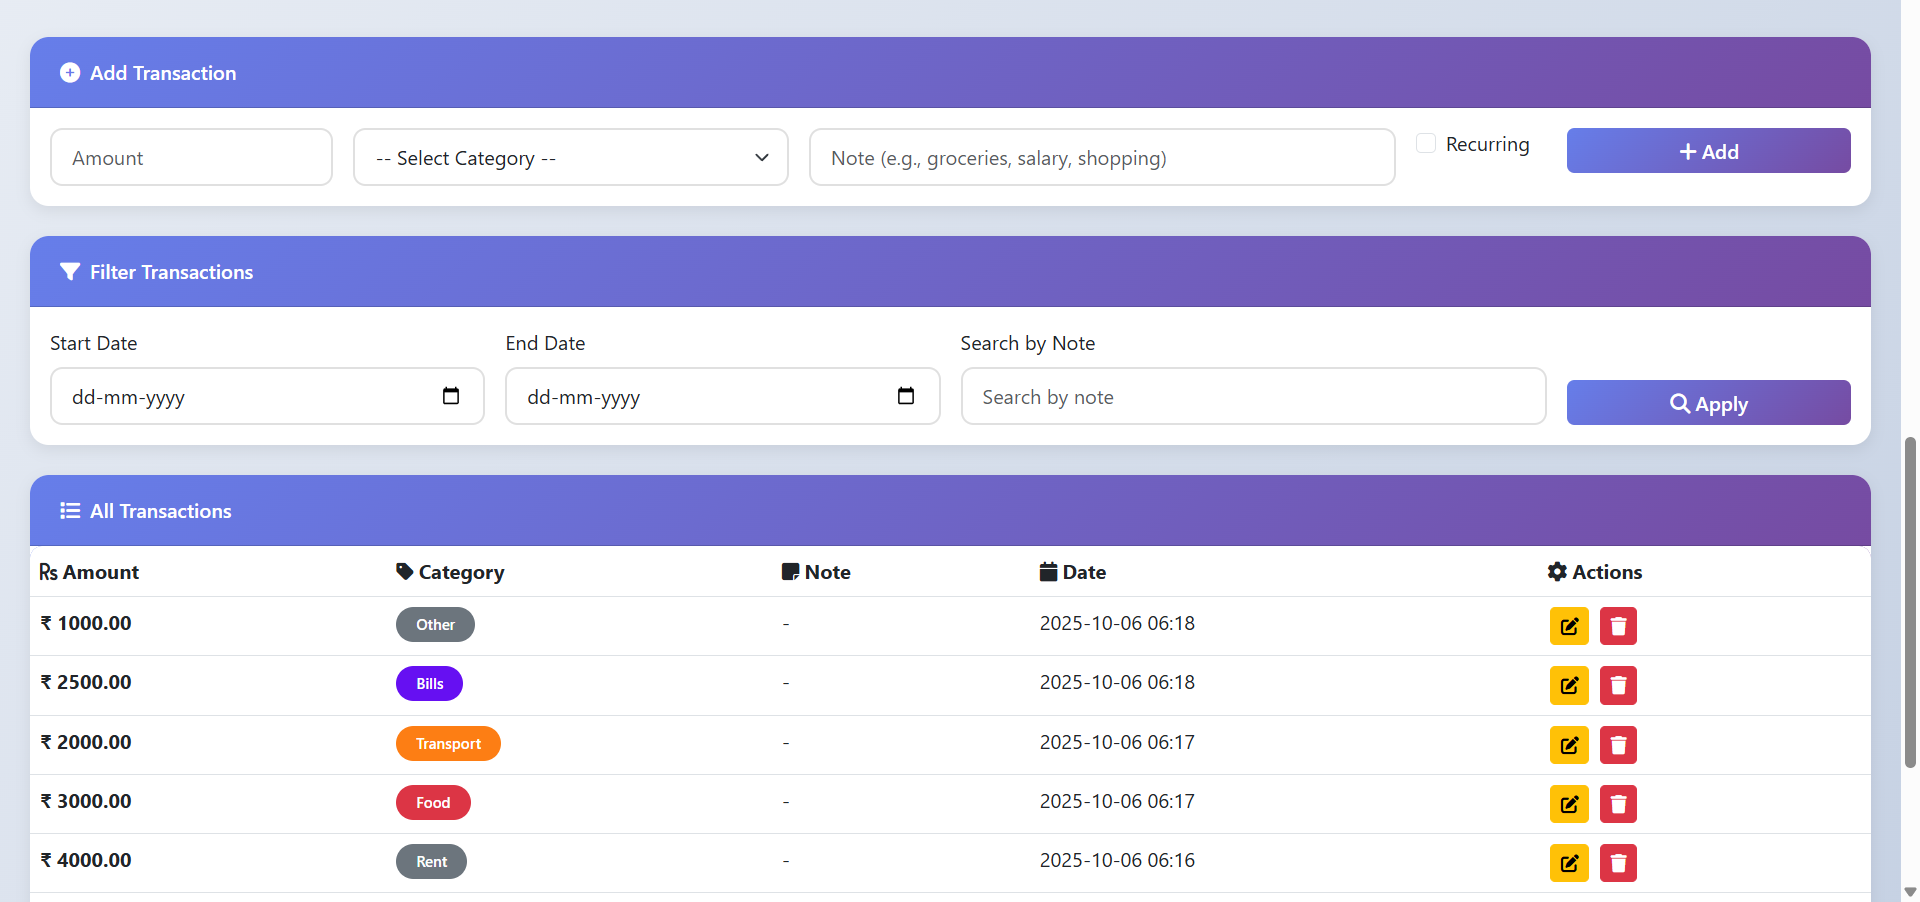 Add Transaction
Amount
-- Select Category --
Note (e.g., groceries, salary, shopping)
Recurring
+ Add
Filter Transactions
Start Date
End Date
Search by Note
dd-mm-yyyy
dd-mm-yyyy
Search by note
Apply
All Transactions
₨ Amount Category Note Date Actions
₹ 1000.00 Other - 2025-10-06 06:18
₹ 2500.00 Bills - 2025-10-06 06:18
₹ 2000.00 Transport - 2025-10-06 06:17
₹ 3000.00 Food - 2025-10-06 06:17
₹ 4000.00 Rent - 2025-10-06 06:16